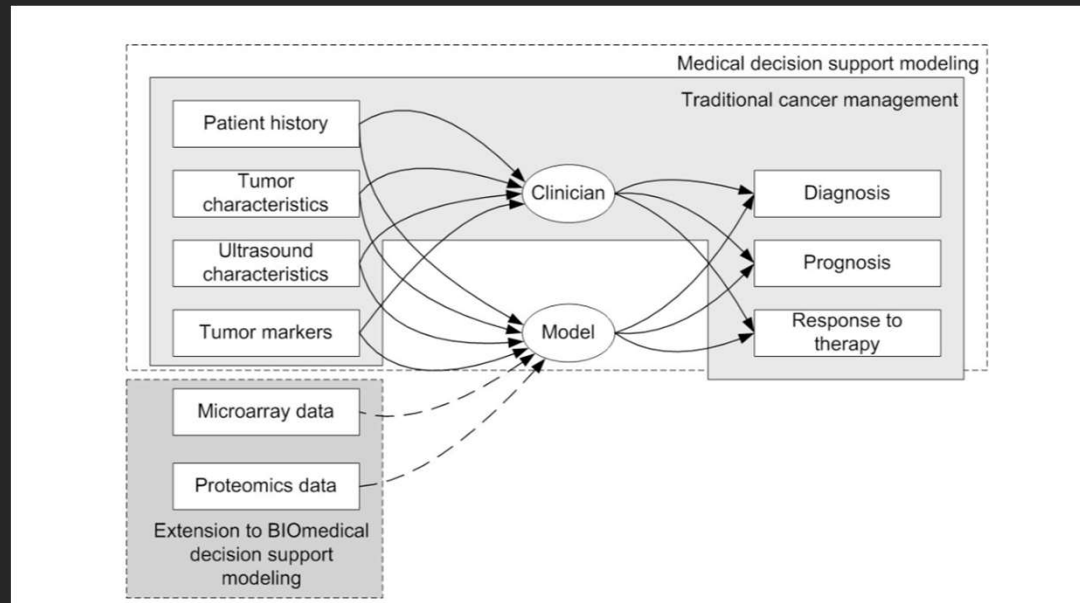 Medical decision support modeling
Traditional cancer management
Patient history
Tumor
characteristics
Ultrasound
characteristics
Tumor markers
Clinician
Model
Diagnosis
Prognosis
Response to
therapy
Microarray data
Proteomics data
Extension to BIOmedical
decision support
modeling